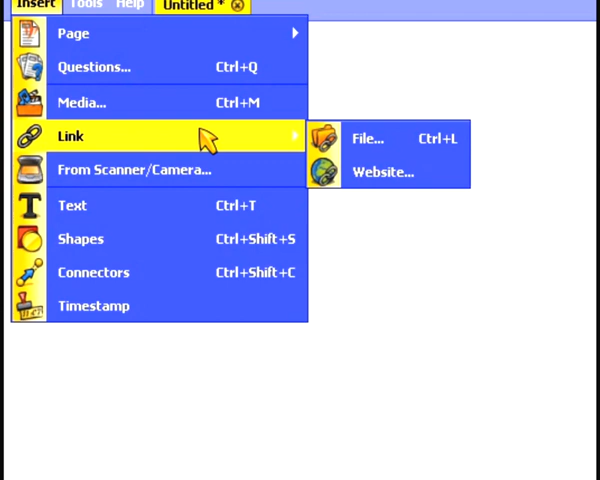 Insert Tools Help Untitled *
Page
Questions... Ctrl+Q
Media... Ctrl+M
Link
File... Ctrl+L
Website...
From Scanner/Camera...
Text Ctrl+T
Shapes Ctrl+Shift+S
Connectors Ctrl+Shift+C
Timestamp